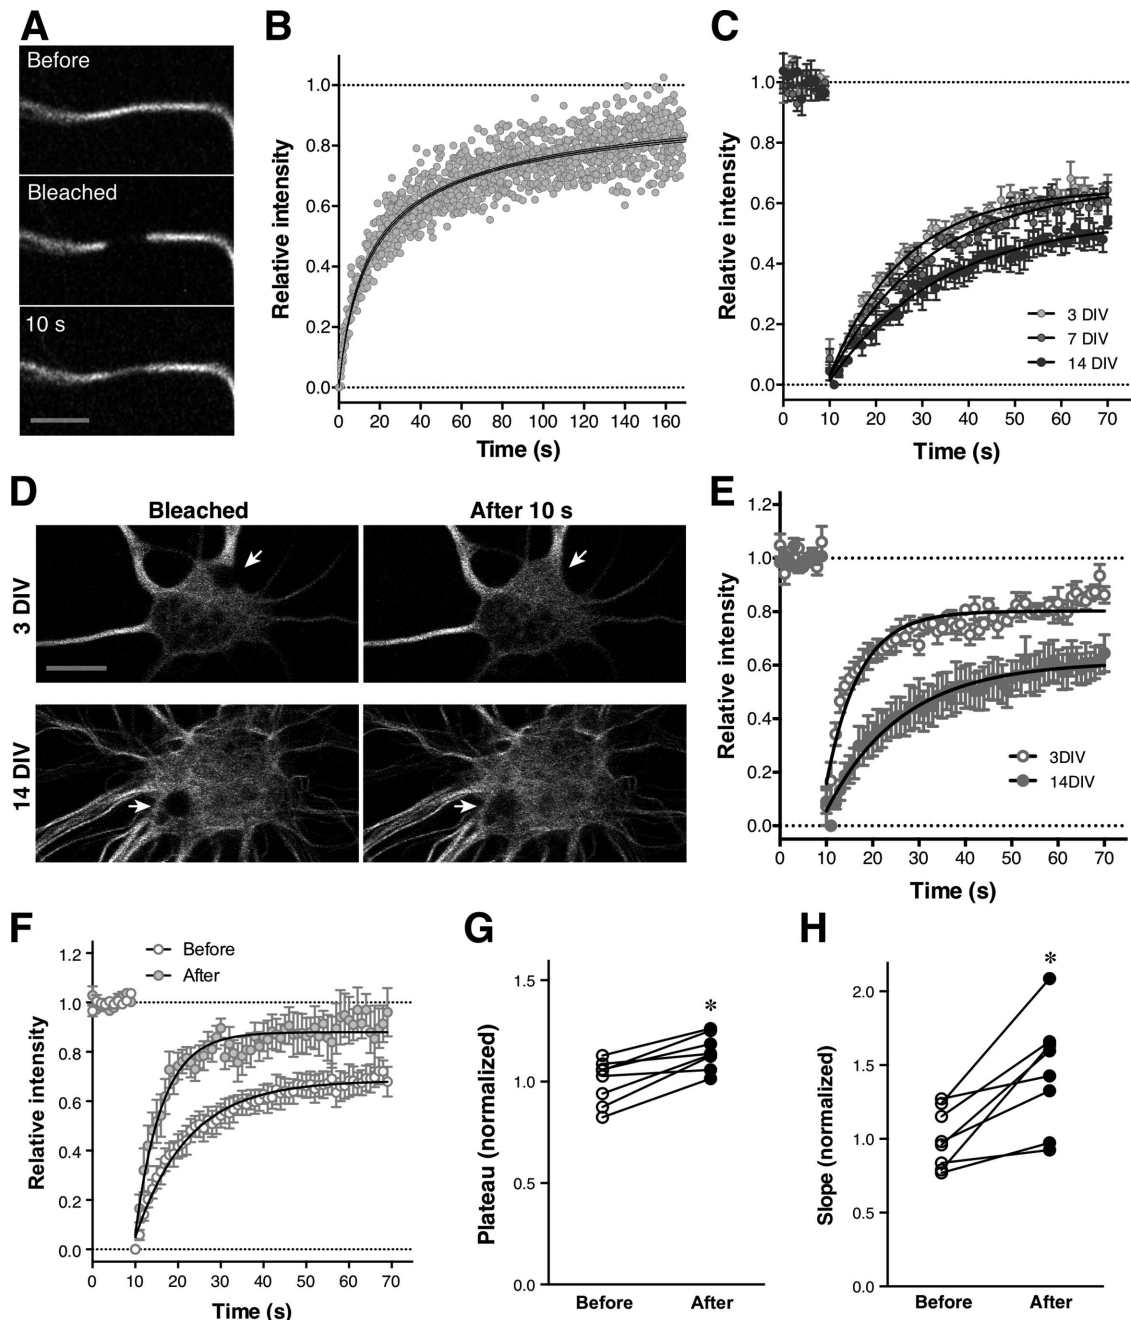 A
Before
Bleached
10 s
B
Relative intensity
1.0
0.8
0.6
0.4
0.2
0.0
0 20 40 60 80 100 120 140 160
Time (s)
C
Relative intensity
1.0
0.8
0.6
0.4
0.2
0.0
3 DIV
7 DIV
14 DIV
0 10 20 30 40 50 60 70
Time (s)
D
Bleached After 10 s
3 DIV
14 DIV
E
Relative intensity
1.2
1.0
0.8
0.6
0.4
0.2
0.0
3DIV
14DIV
0 10 20 30 40 50 60 70
Time (s)
F
Before
After
Relative intensity
1.2
1.0
0.8
0.6
0.4
0.2
0.0
0 10 20 30 40 50 60 70
Time (s)
G
Plateau (normalized)
1.5
1.0
0.5
0.0
*
Before After
H
Slope (normalized)
2.0
1.5
1.0
0.5
0.0
*
Before After